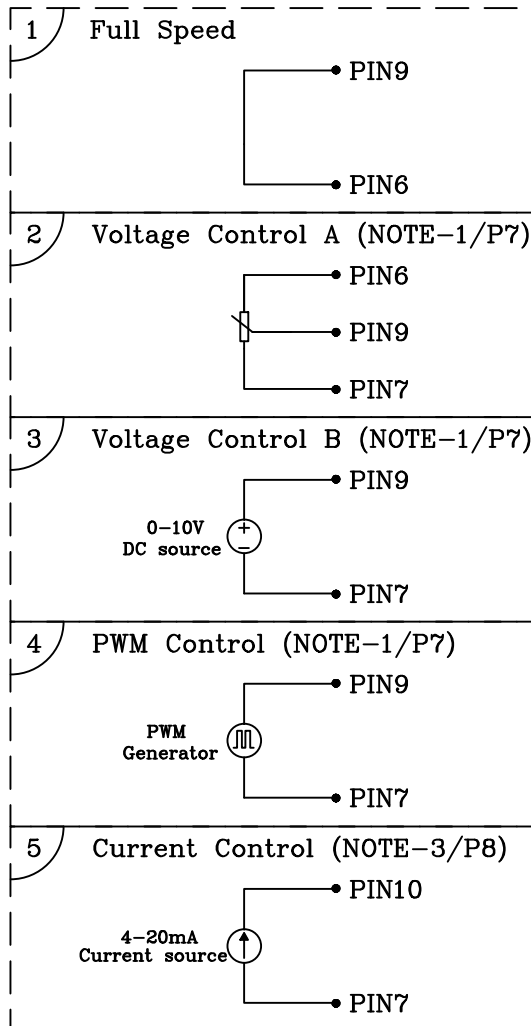 1 Full Speed
PIN9
PIN6
2 Voltage Control A (NOTE-1/P7)
PIN6
PIN9
PIN7
3 Voltage Control B (NOTE-1/P7)
PIN9
0-10V
DC source
+
-
PIN7
4 PWM Control (NOTE-1/P7)
PIN9
PWM
Generator
PIN7
5 Current Control (NOTE-3/P8)
PIN10
4-20mA
Current source
PIN7